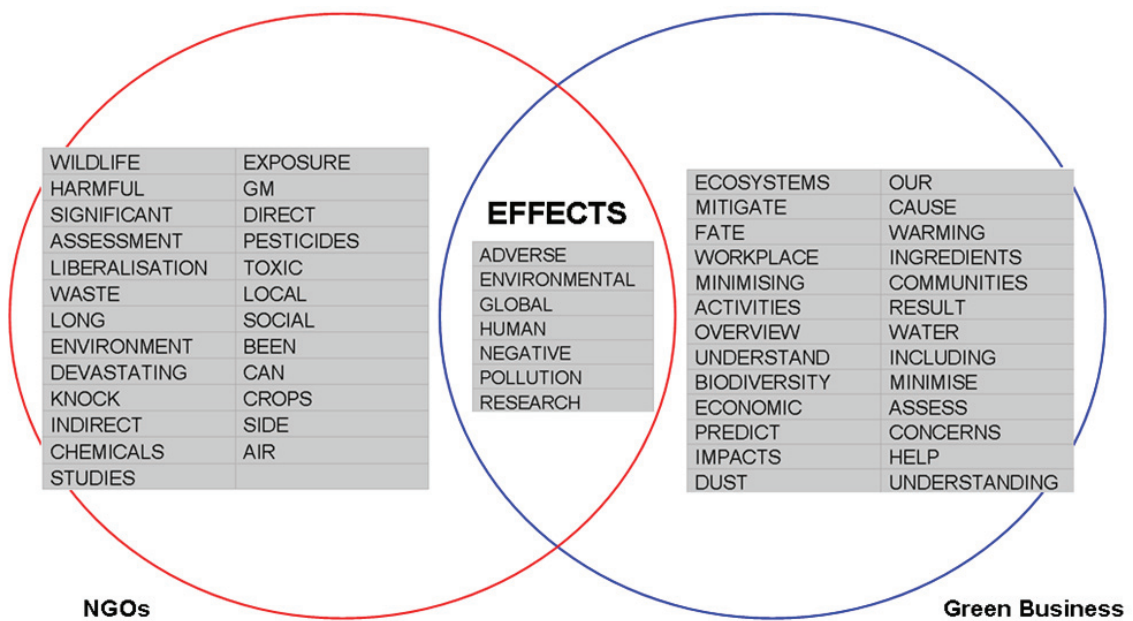 WILDLIFE EXPOSURE
HARMFUL GM
SIGNIFICANT DIRECT
ASSESSMENT PESTICIDES
LIBERALISATION TOXIC
WASTE LOCAL
LONG SOCIAL
ENVIRONMENT BEEN
DEVASTATING CAN
KNOCK CROPS
INDIRECT SIDE
CHEMICALS AIR
STUDIES
EFFECTS
ADVERSE
ENVIRONMENTAL
GLOBAL
HUMAN
NEGATIVE
POLLUTION
RESEARCH
ECOSYSTEMS OUR
MITIGATE CAUSE
FATE WARMING
WORKPLACE INGREDIENTS
MINIMISING COMMUNITIES
ACTIVITIES RESULT
OVERVIEW WATER
UNDERSTAND INCLUDING
BIODIVERSITY MINIMISE
ECONOMIC ASSESS
PREDICT CONCERNS
IMPACTS HELP
DUST UNDERSTANDING
NGOs
Green Business